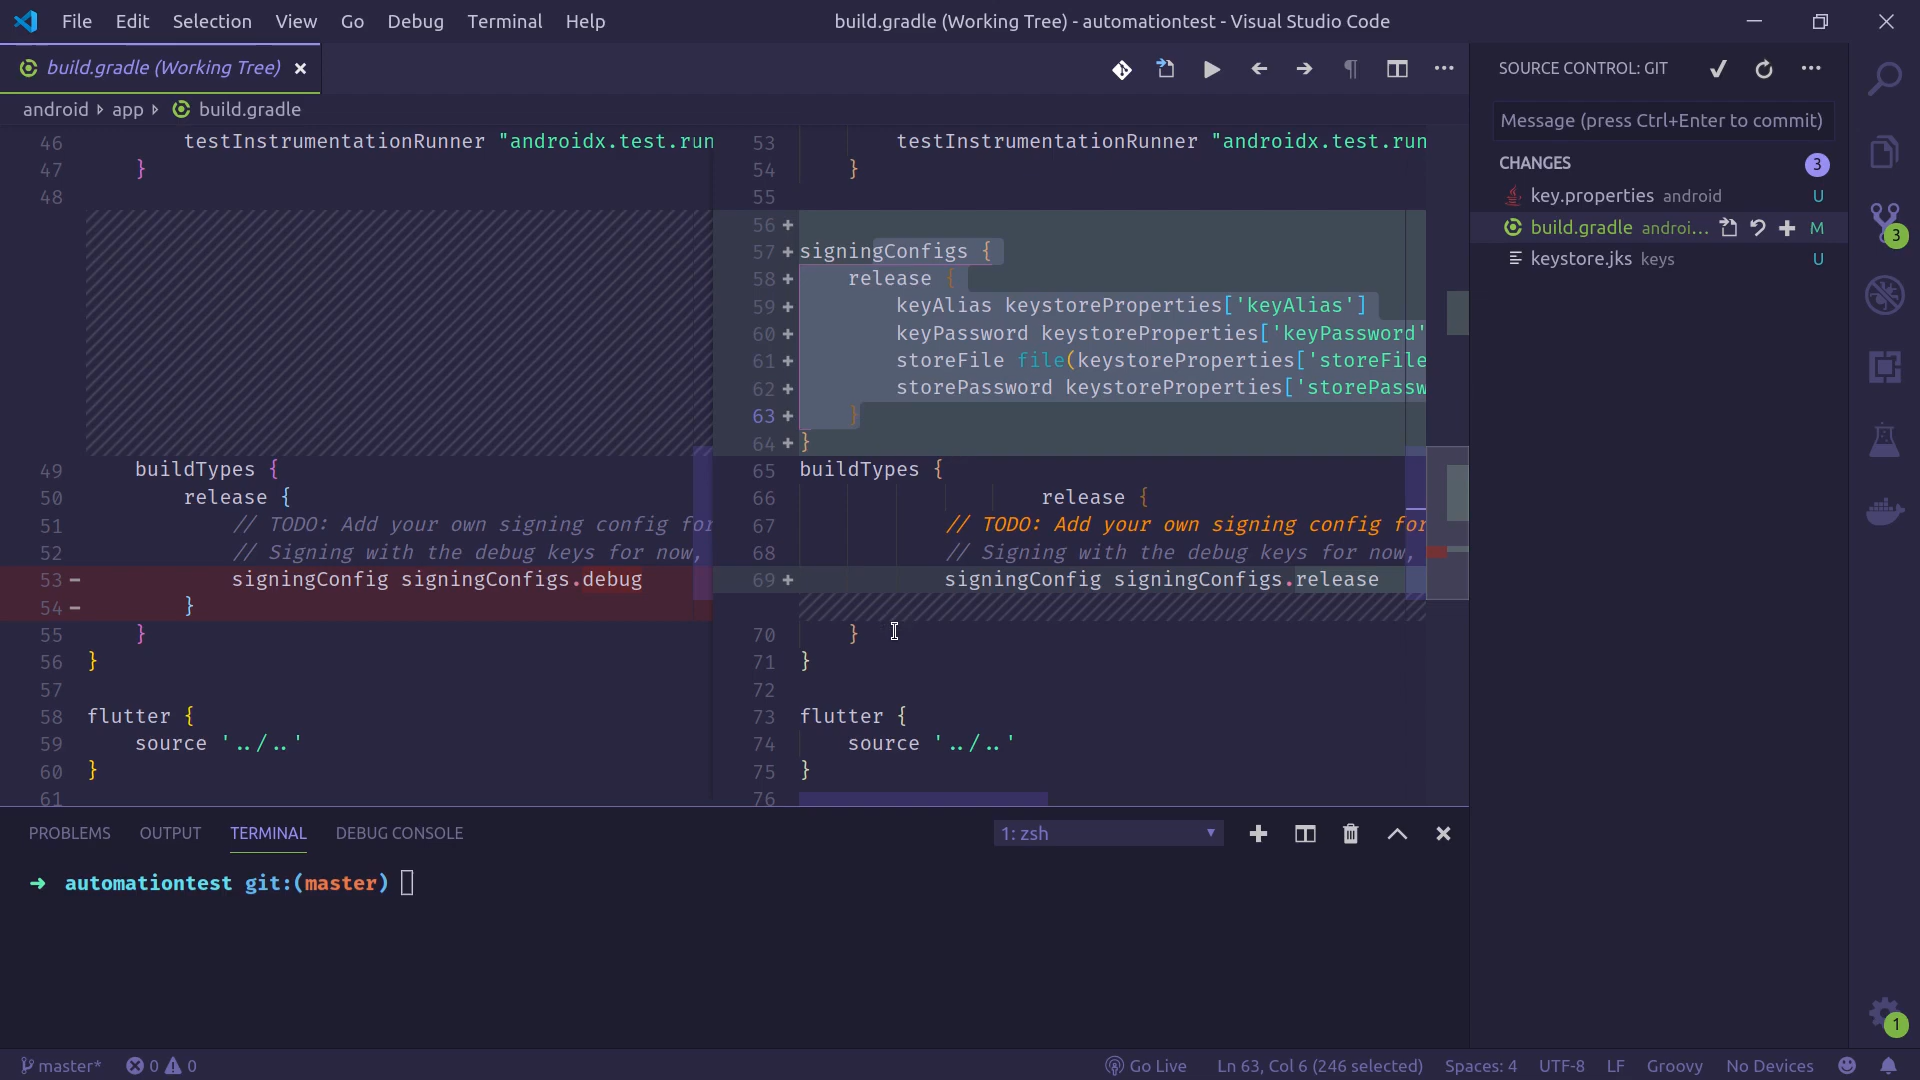 File Edit Selection View Go Debug Terminal Help
build.gradle (Working Tree) - automationtest - Visual Studio Code
build.gradle (Working Tree)
android app build.gradle
46 testInstrumentationRunner "androidx.test.run
47 }
48
49 buildTypes {
50 release {
51 // TODO: Add your own signing config for
52 // Signing with the debug keys for now,
53 − signingConfig signingConfigs.debug
54 − }
55 }
56 }
57
58 flutter {
59 source '../..'
60 }
61
53 testInstrumentationRunner "androidx.test.run
54 }
55
56 +
57 + signingConfigs {
58 + release {
59 + keyAlias keystoreProperties['keyAlias']
60 + keyPassword keystoreProperties['keyPassword'
61 + storeFile file(keystoreProperties['storeFile
62 + storePassword keystoreProperties['storePassw
63 + }
64 + }
65 buildTypes {
66 release {
67 // TODO: Add your own signing config for
68 // Signing with the debug keys for now,
69 + signingConfig signingConfigs.release
70 }
71 }
72
73 flutter {
74 source '../..'
75 }
76
SOURCE CONTROL: GIT
Message (press Ctrl+Enter to commit)
CHANGES 3
key.properties android U
build.gradle androi... M
keystore.jks keys U
3
1
PROBLEMS OUTPUT TERMINAL DEBUG CONSOLE
1: zsh
➜ automationtest git:(master)
master* 0 0
Go Live Ln 63, Col 6 (246 selected) Spaces: 4 UTF-8 LF Groovy No Devices